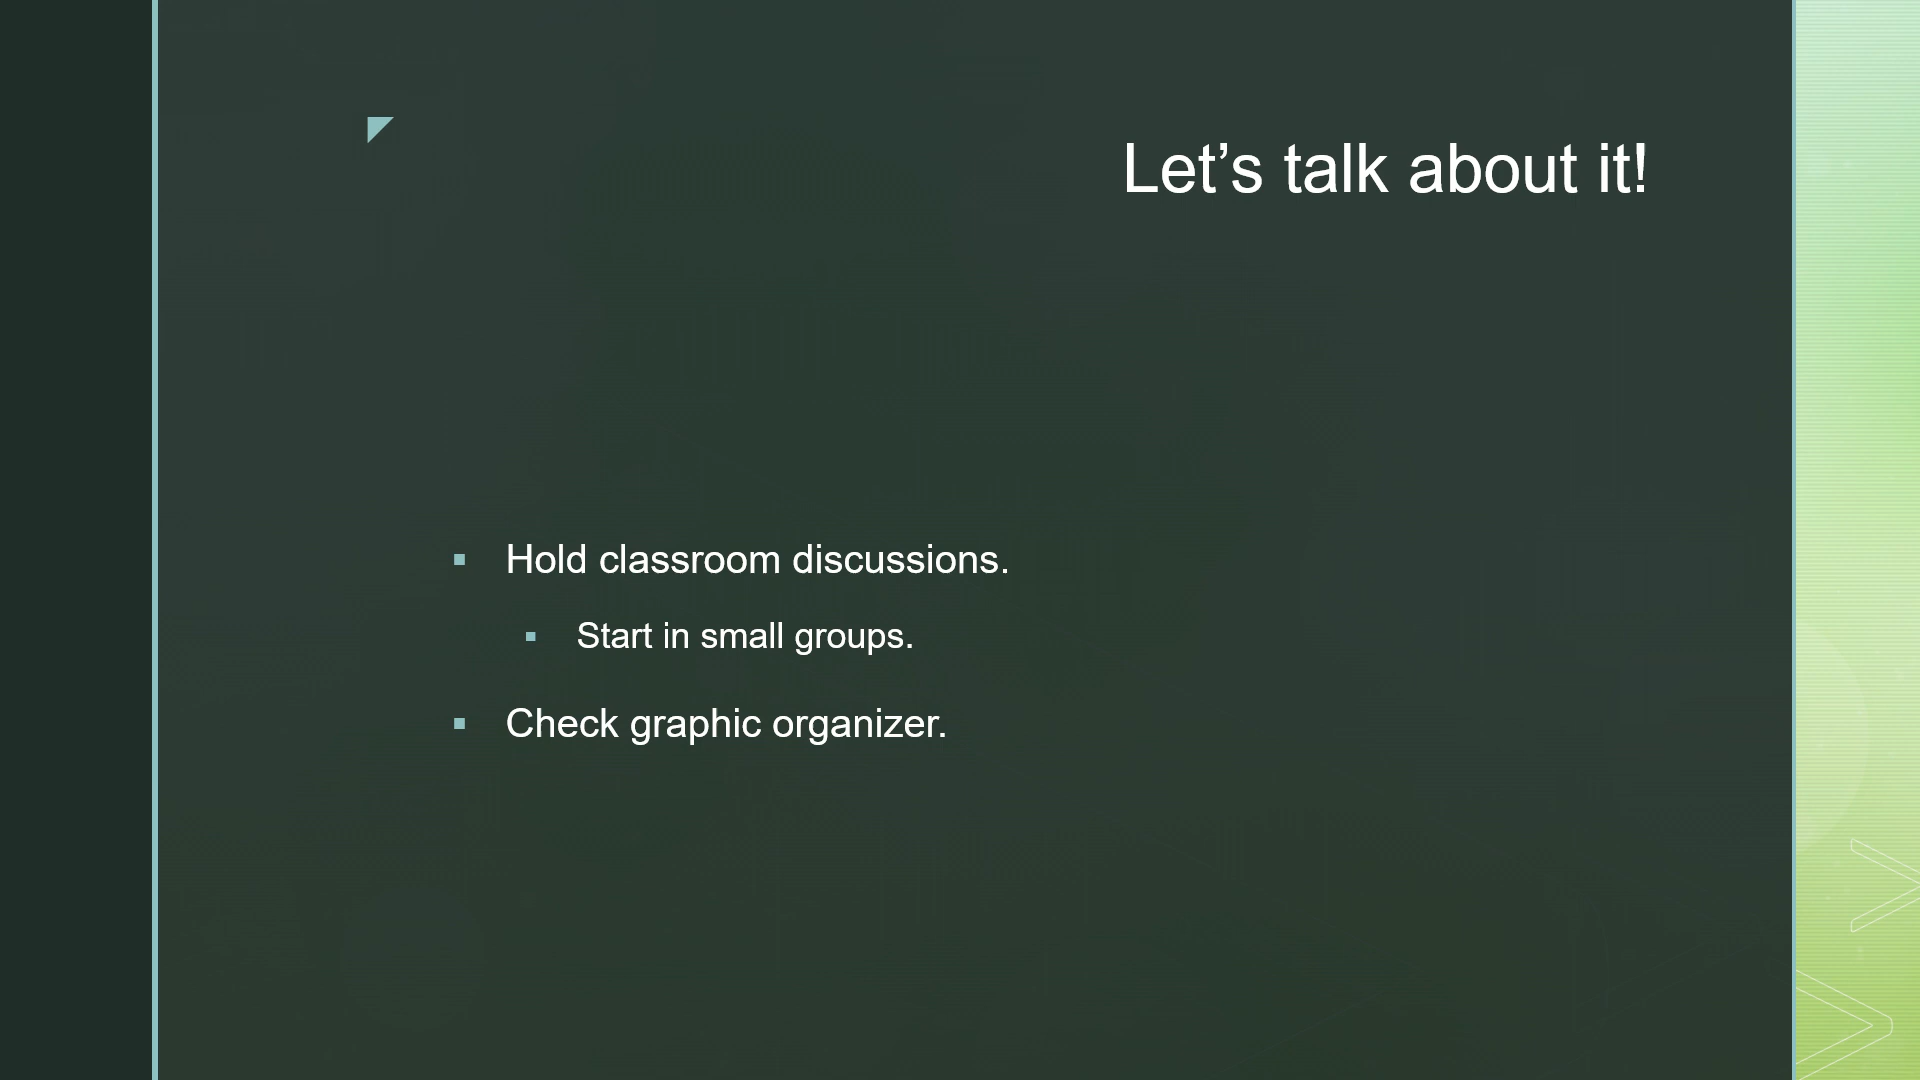 Let’s talk about it!
▪ Hold classroom discussions.
▪ Start in small groups.
▪ Check graphic organizer.